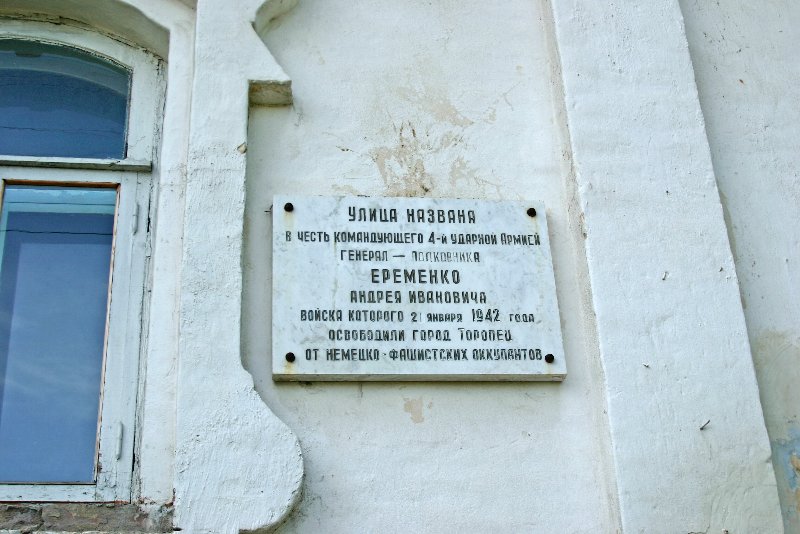 УЛИЦА НАЗВАНА
В ЧЕСТЬ КОМАНДУЮЩЕГО 4-Й УДАРНОЙ АРМИЕЙ
ГЕНЕРАЛ — ПОЛКОВНИКА
ЕРЕМЕНКО
АНДРЕЯ ИВАНОВИЧА
ВОЙСКА КОТОРОГО 21 ЯНВАРЯ 1942 ГОДА
ОСВОБОДИЛИ ГОРОД ТОРОПЕЦ
ОТ НЕМЕЦКО-ФАШИСТСКИХ ОККУПАНТОВ